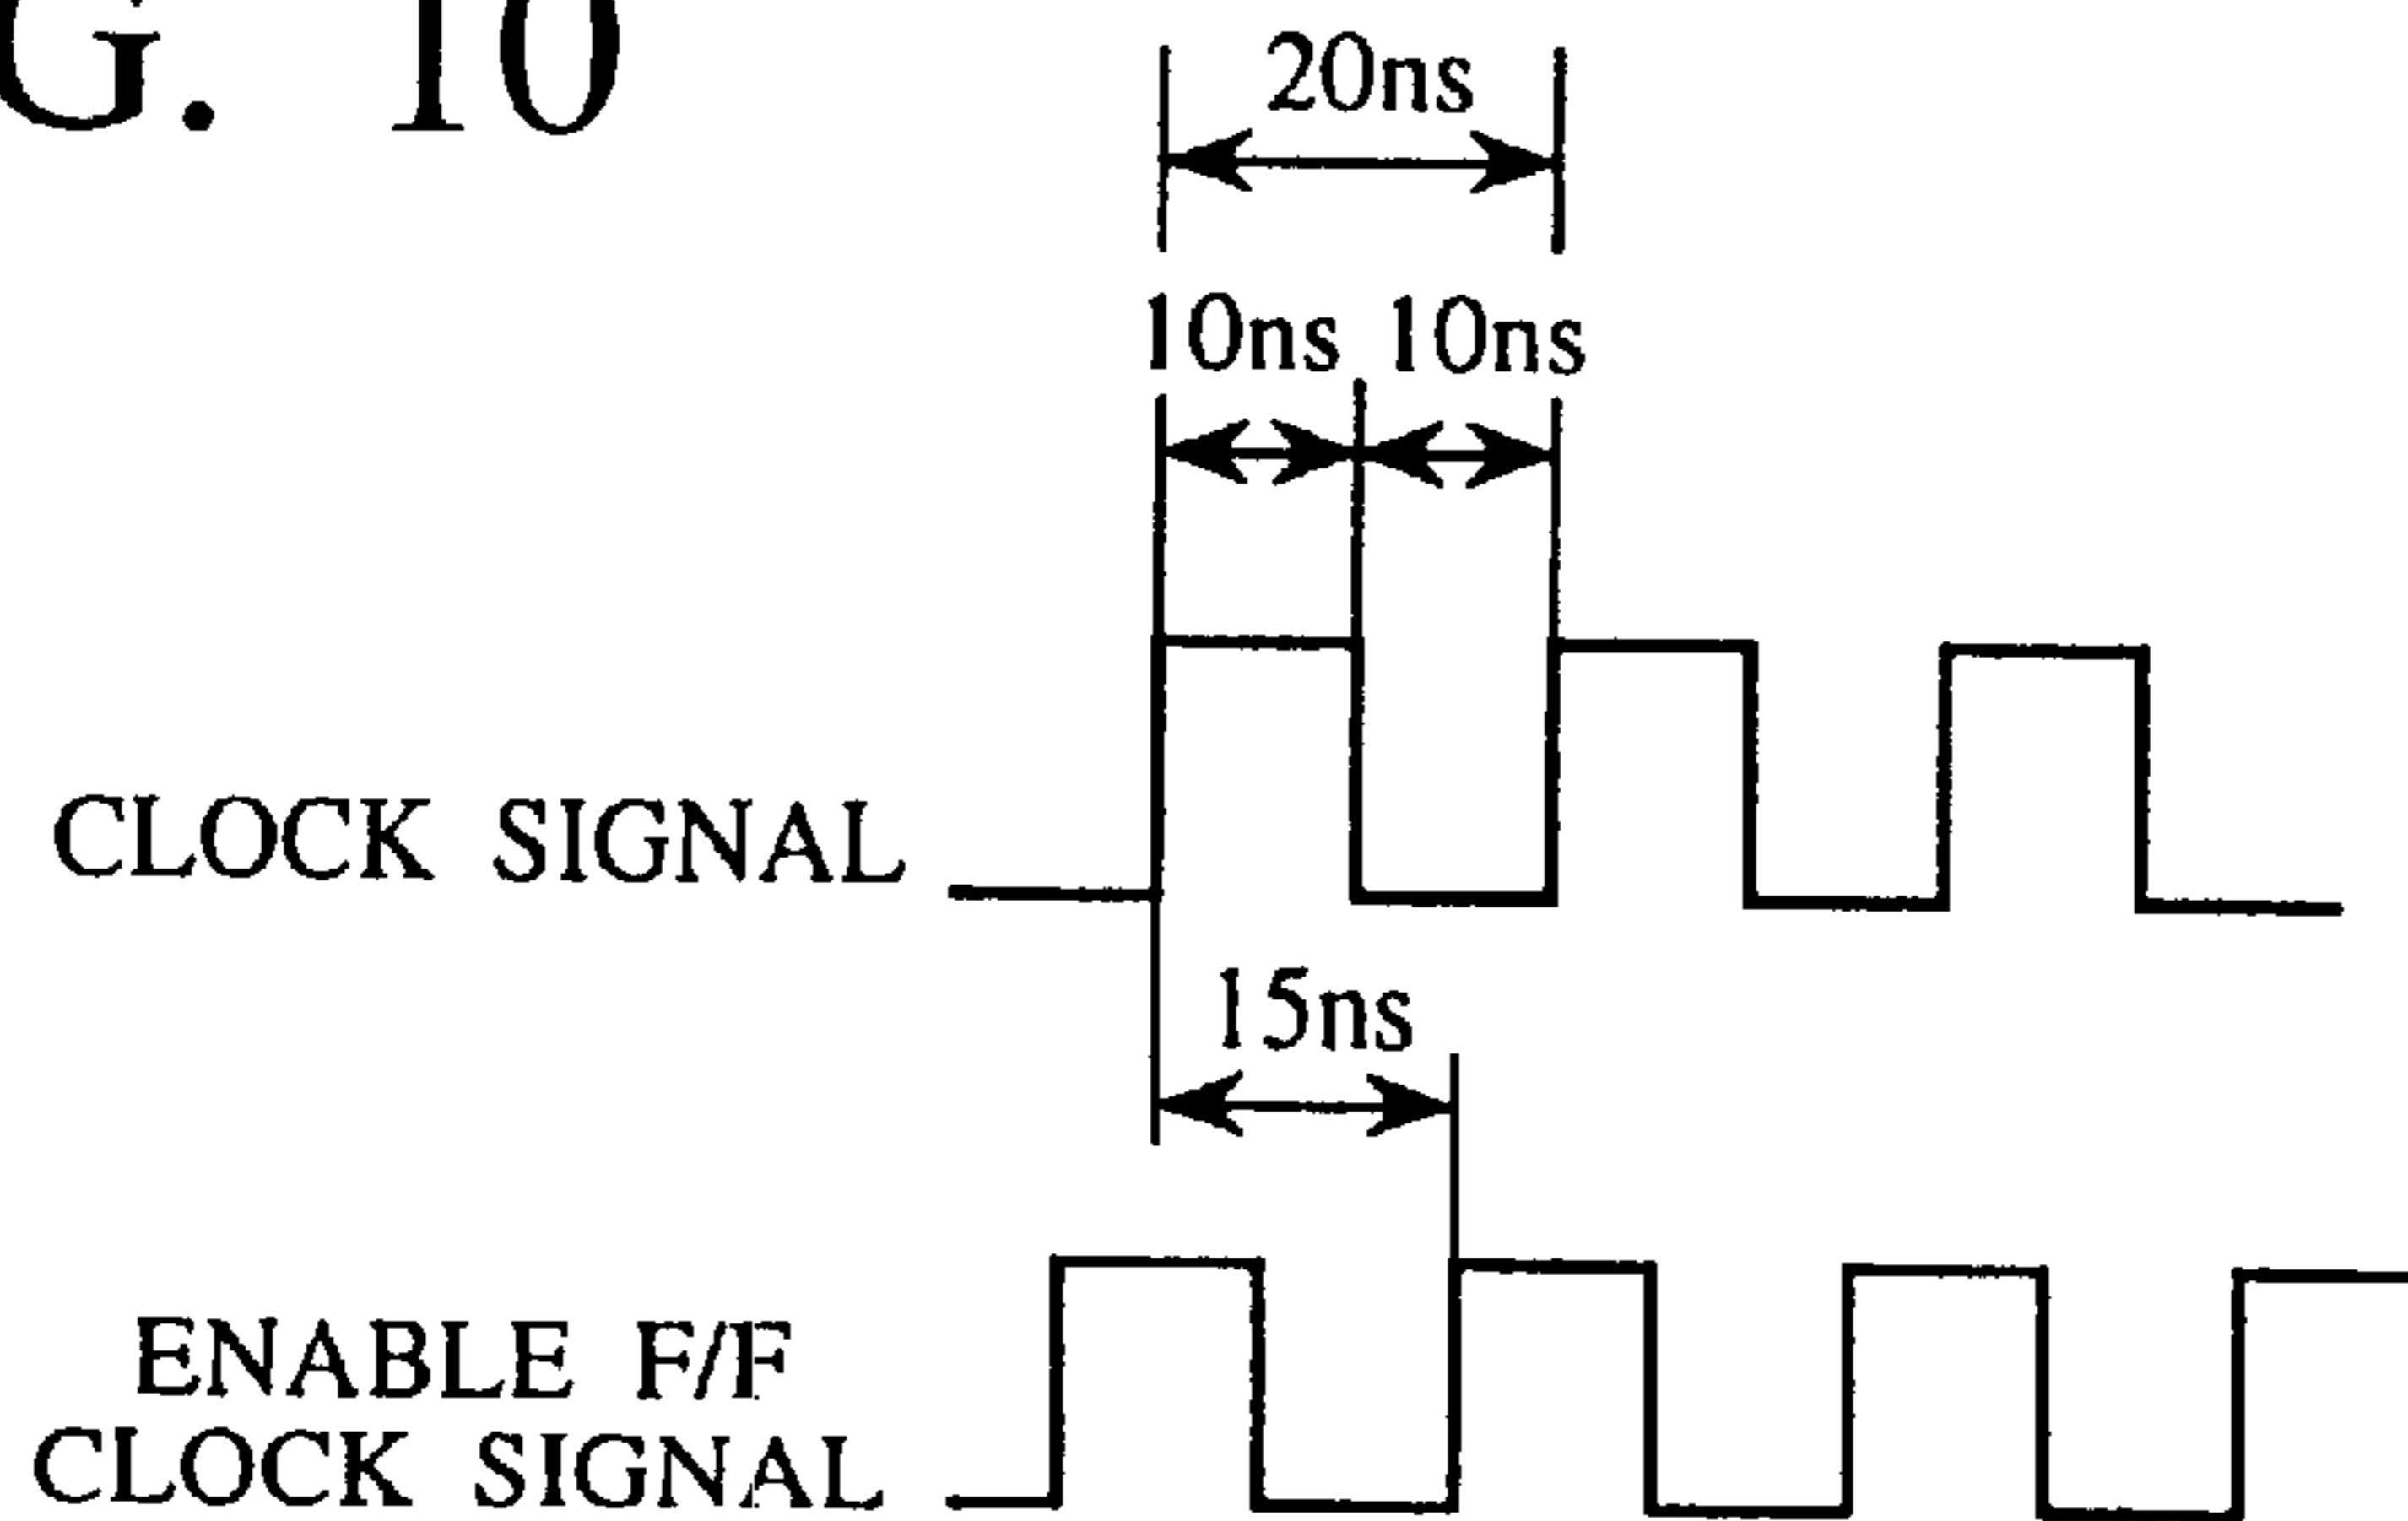 G. 10
20ns
10ns 10ns
CLOCK SIGNAL
15ns
ENABLE F/F
CLOCK SIGNAL